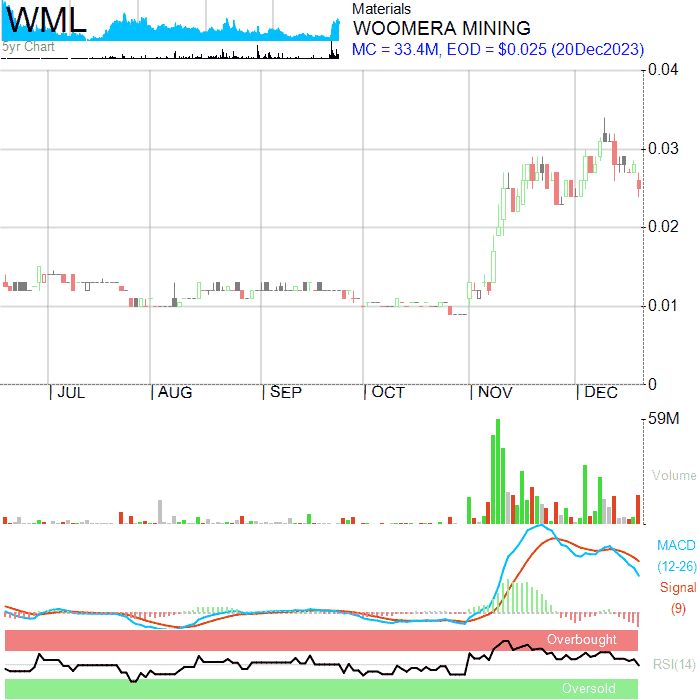 WML
5yr Chart
Materials
WOOMERA MINING
MC = 33.4M, EOD = $0.025 (20Dec2023)
0.04
0.03
0.02
0.01
0
JUL AUG SEP OCT NOV DEC
59M
Volume
MACD
(12-26)
Signal
(9)
Overbought
RSI(14)
Oversold